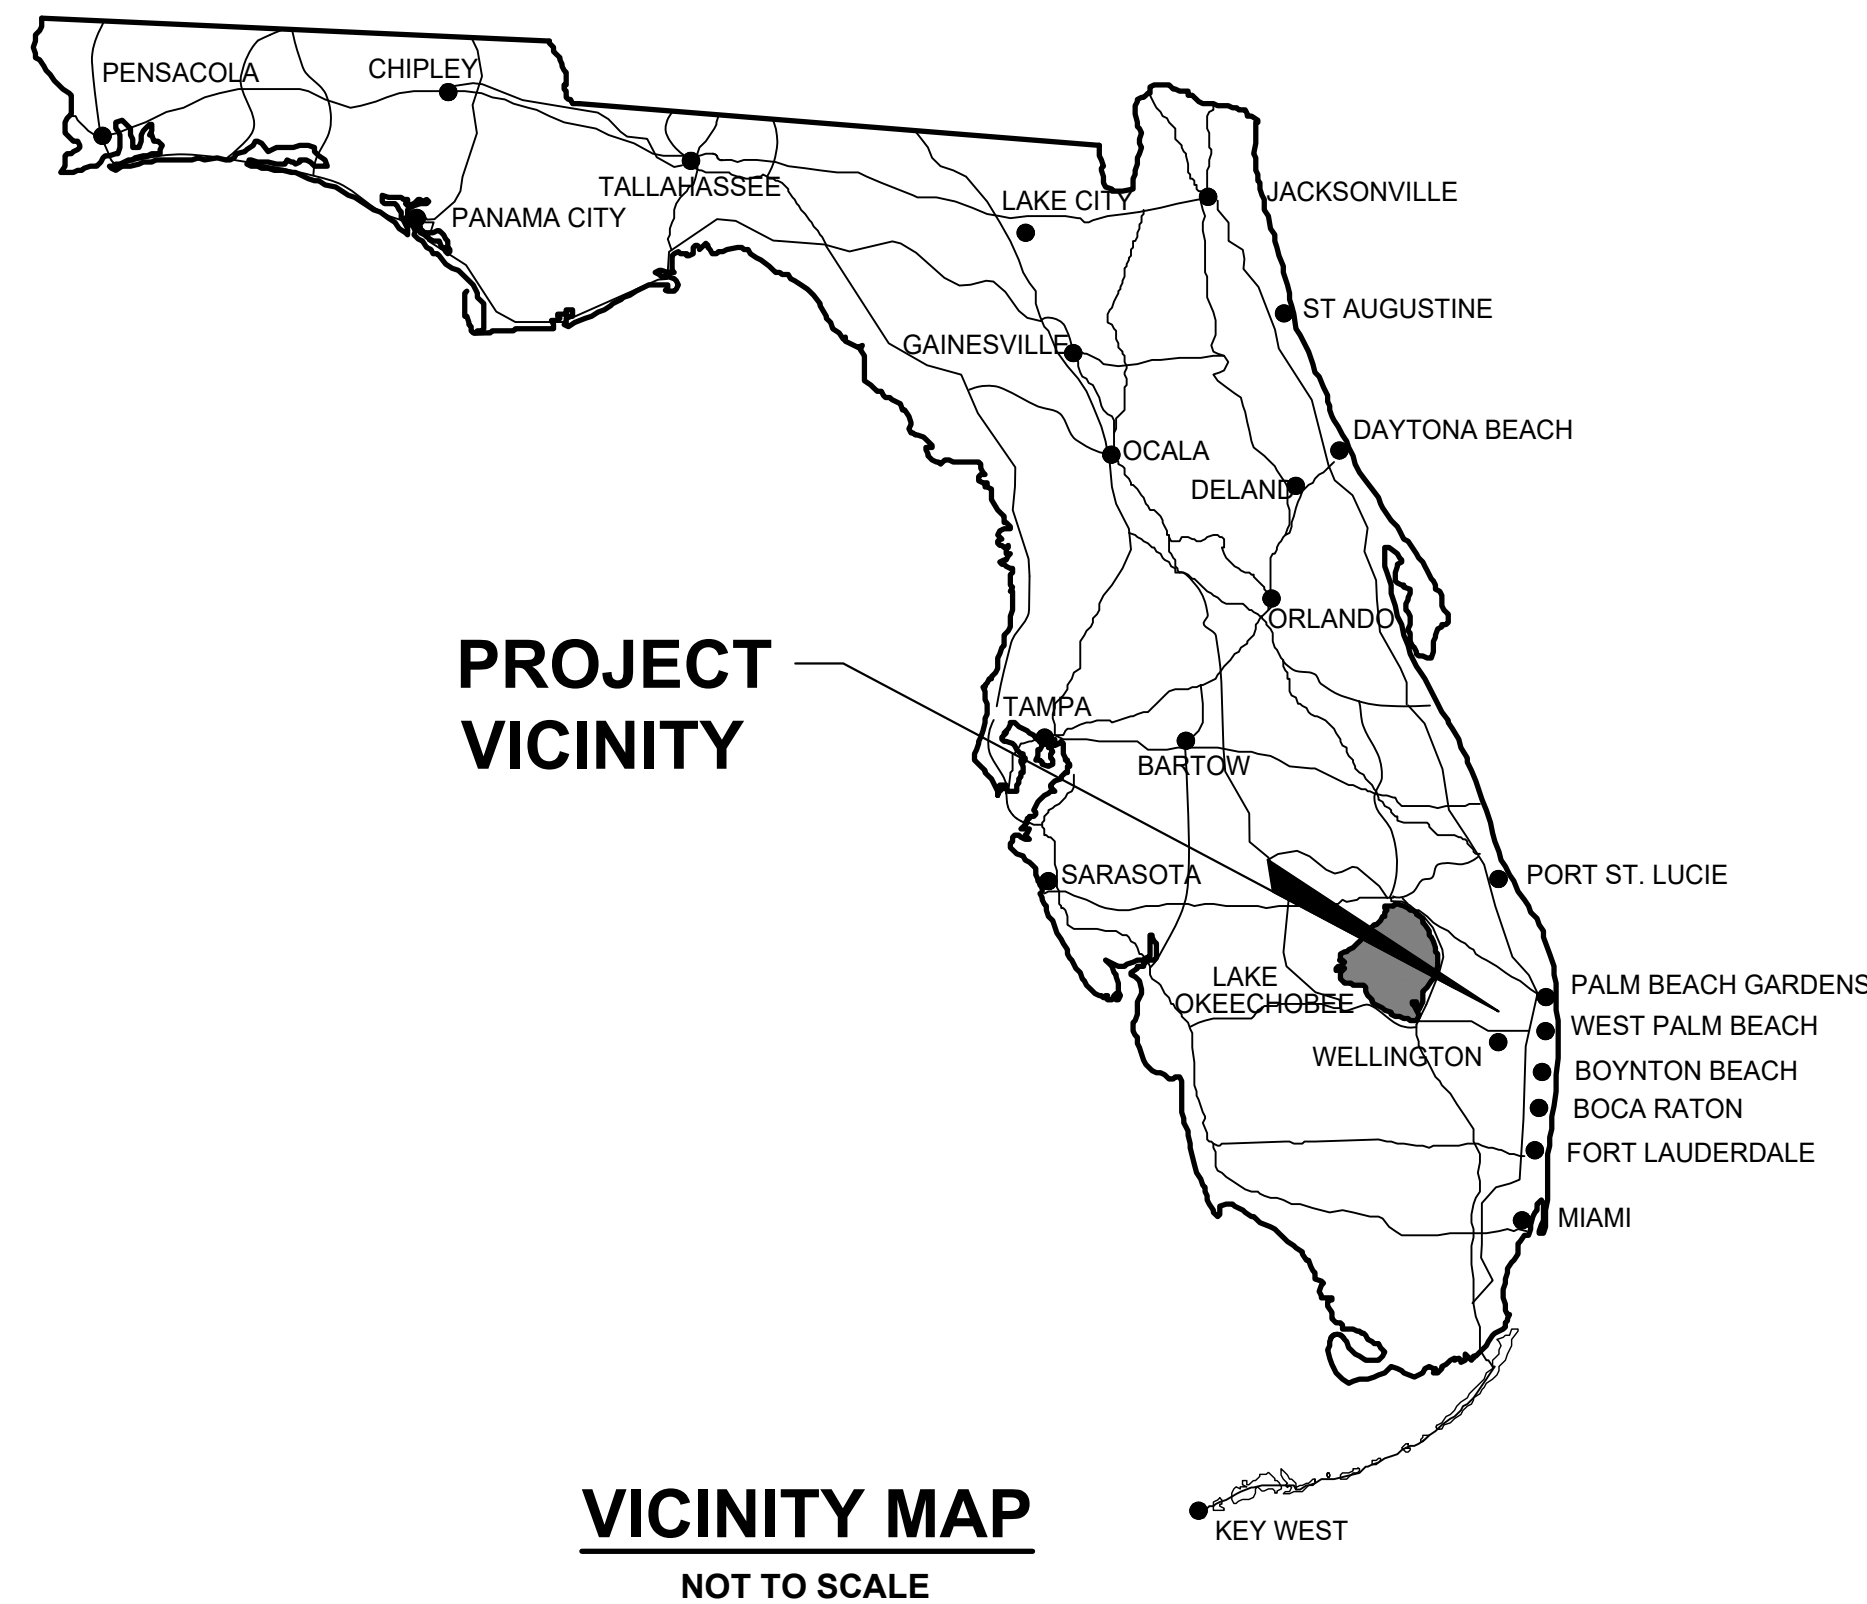 PENSACOLA
CHIPLEY
TALLAHASSEE
PANAMA CITY
LAKE CITY
JACKSONVILLE
ST AUGUSTINE
GAINESVILLE
DAYTONA BEACH
OCALA
DELAND
ORLANDO
PROJECT
VICINITY
TAMPA
BARTOW
SARASOTA
PORT ST. LUCIE
LAKE
OKEECHOBEE
PALM BEACH GARDENS
WEST PALM BEACH
WELLINGTON
BOYNTON BEACH
BOCA RATON
FORT LAUDERDALE
MIAMI
KEY WEST
VICINITY MAP
NOT TO SCALE